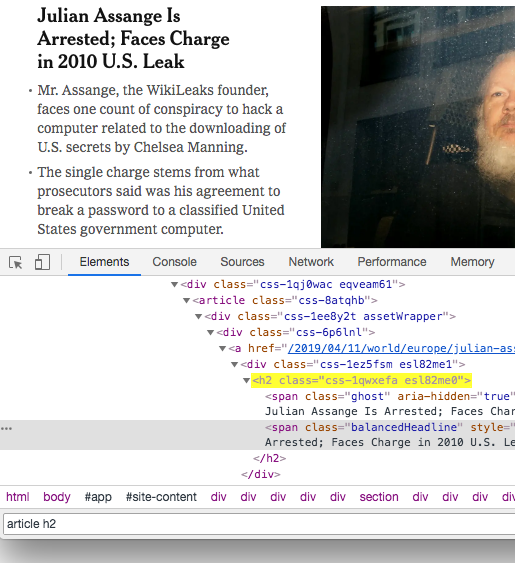 Julian Assange Is
Arrested; Faces Charge
in 2010 U.S. Leak
• Mr. Assange, the WikiLeaks founder,
faces one count of conspiracy to hack a
computer related to the downloading of
U.S. secrets by Chelsea Manning.
• The single charge stems from what
prosecutors said was his agreement to
break a password to a classified United
States government computer.
Elements Console Sources Network Performance Memory
▼<div class="css-1qj0wac eqveam61">
▼<article class="css-8atqhb">
▼<div class="css-1ee8y2t assetWrapper">
▼<div class="css-6p6lnl">
▼<a href="/2019/04/11/world/europe/julian-as
▼<div class="css-1ez5fsm esl82me1">
▼<h2 class="css-1qwxefa esl82me0">
<span class="ghost" aria-hidden="true"
Julian Assange Is Arrested; Faces Char
… <span class="balancedHeadline" style="
Arrested; Faces Charge in 2010 U.S. Le
</h2>
</div>
html body #app #site-content div div div div div section div div div di
article h2